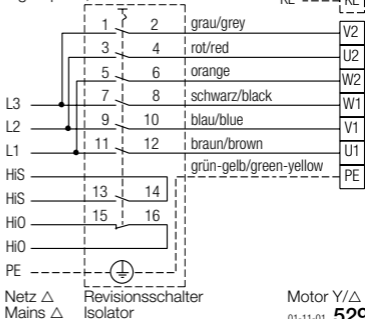 KL KL
1 2 grau/grey V2
3 4 rot/red U2
5 6 orange W2
L3 7 8 schwarz/black W1
L2 9 10 blau/blue V1
L1 11 12 braun/brown U1
HiS grün-gelb/green-yellow PE
HiS 13 14
HiO 15 16
HiO
PE
Netz △ Revisionsschalter Motor Y/△
Mains △ Isolator 01-11-01 529